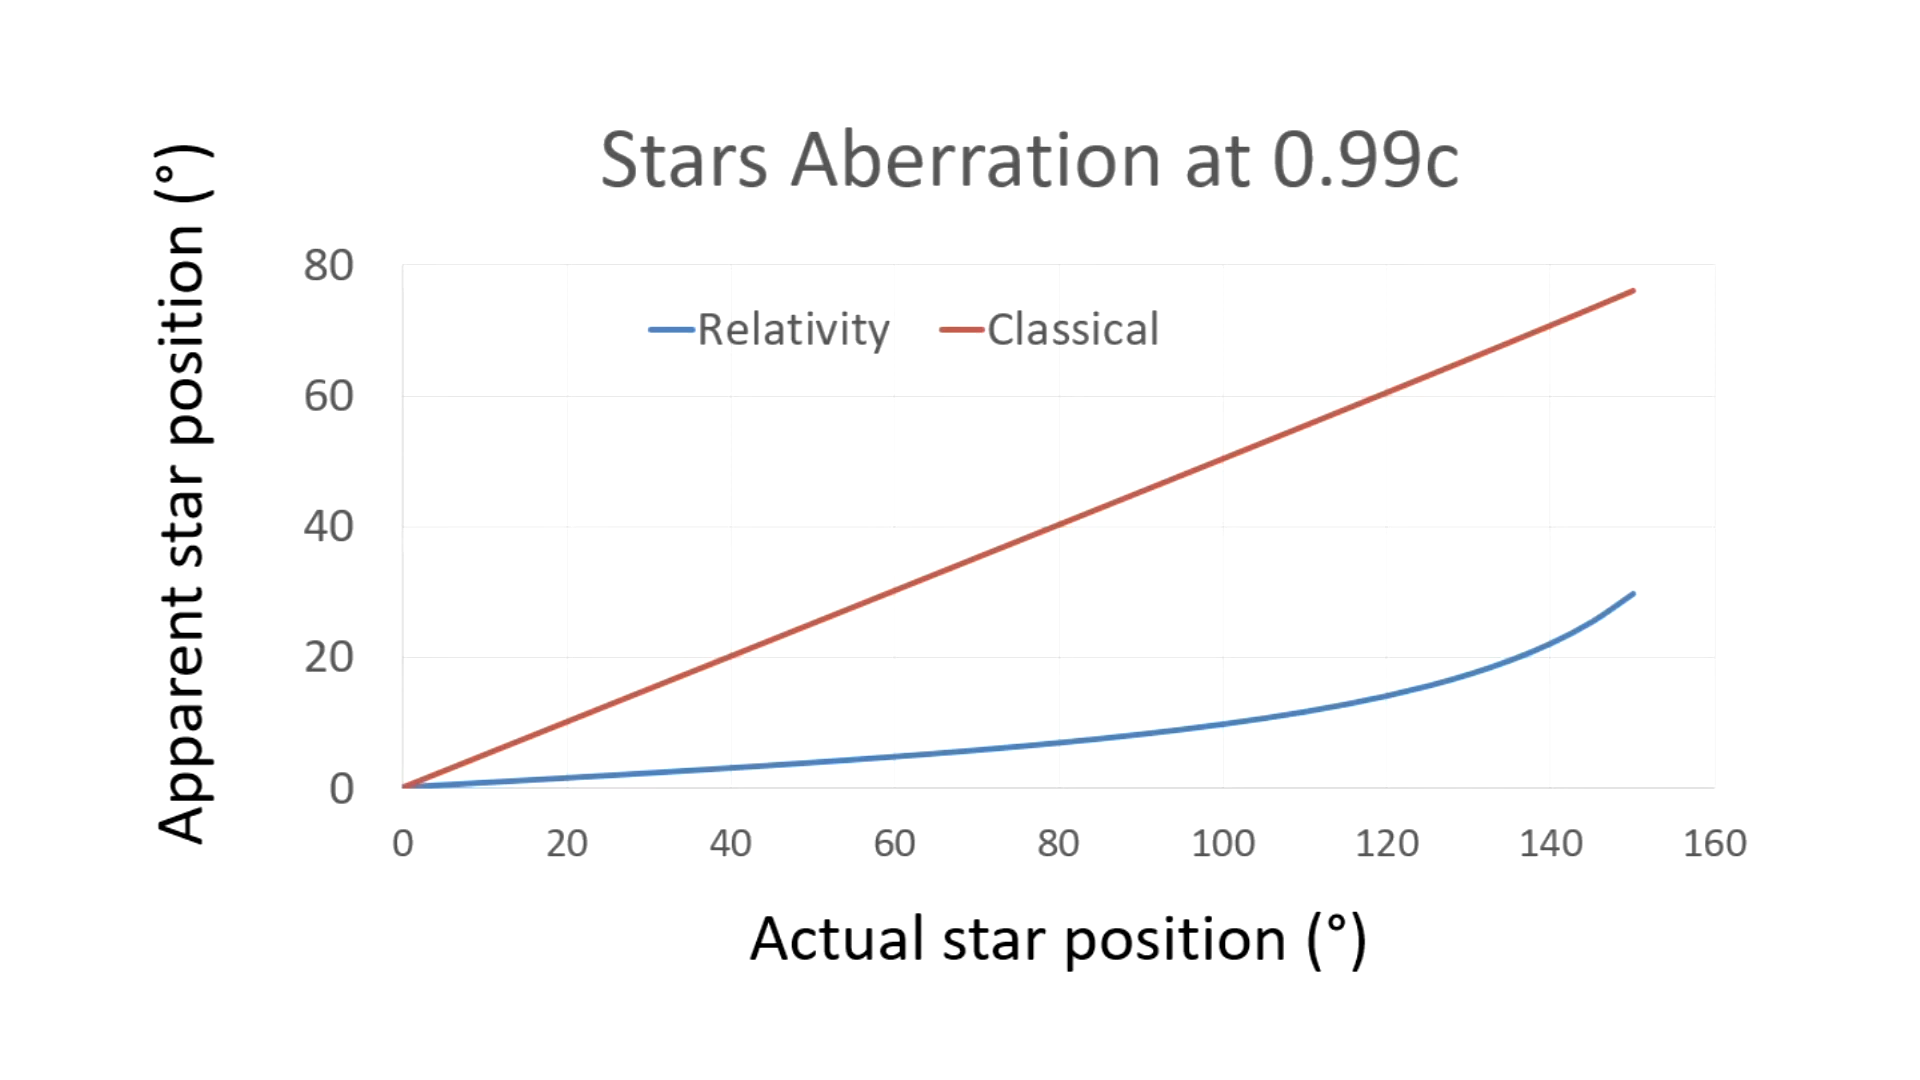 Stars Aberration at 0.99c
Apparent star position (°)
80
60
40
20
0
Relativity
Classical
0 20 40 60 80 100 120 140 160
Actual star position (°)